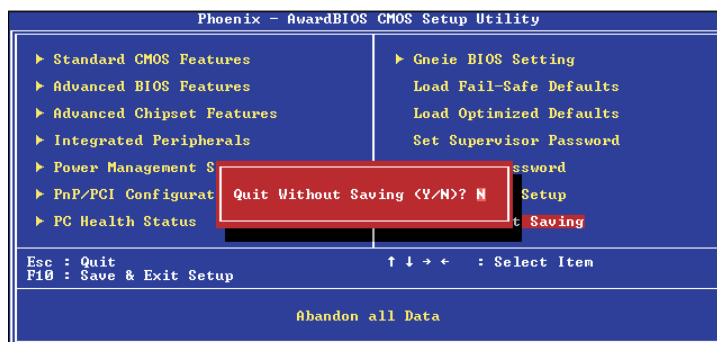 Phoenix - AwardBIOS CMOS Setup Utility
▶ Standard CMOS Features
▶ Advanced BIOS Features
▶ Advanced Chipset Features
▶ Integrated Peripherals
▶ Power Management S
▶ PnP/PCI Configurat
▶ PC Health Status
▶ Gneie BIOS Setting
Load Fail-Safe Defaults
Load Optimized Defaults
Set Supervisor Password
ssword
Setup
t Saving
Quit Without Saving (Y/N)? N
Esc : Quit
F10 : Save & Exit Setup
↑ ↓ → ← : Select Item
Abandon all Data